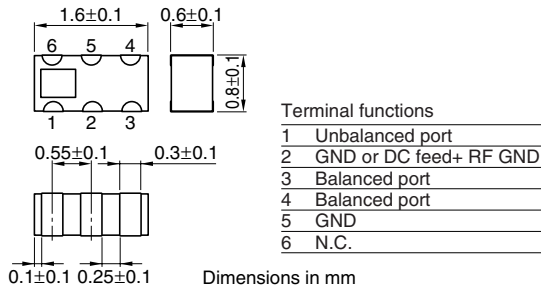 1.6±0.1
0.6±0.1
6 5 4
0.8±0.1
1 2 3
0.55±0.1
0.3±0.1
0.1±0.1
0.25±0.1
Dimensions in mm
Terminal functions
1 Unbalanced port
2 GND or DC feed+ RF GND
3 Balanced port
4 Balanced port
5 GND
6 N.C.